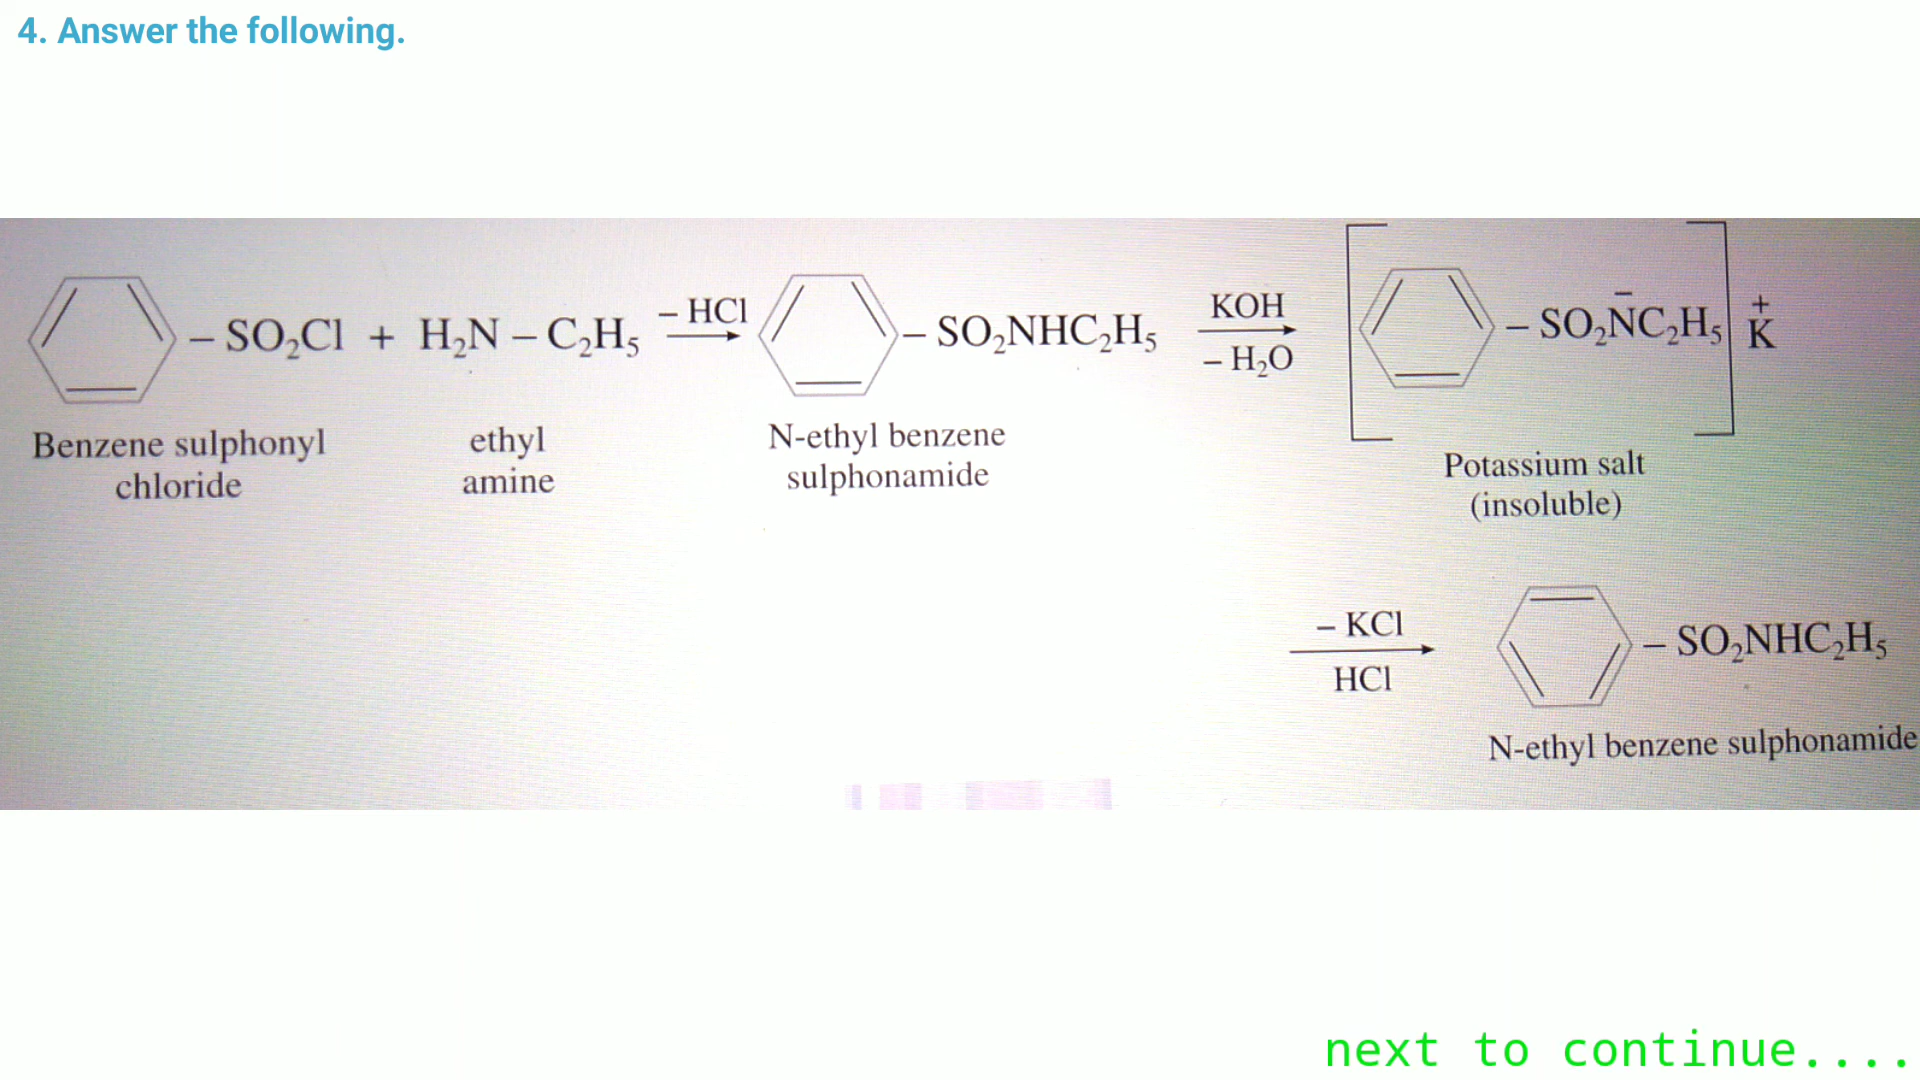 4. Answer the following.
– SO₂Cl + H₂N – C₂H₅ – HCl – SO₂NHC₂H₅ KOH – H₂O – SO₂N̄C₂H₅ K⁺
Benzene sulphonyl chloride
ethyl amine
N-ethyl benzene sulphonamide
Potassium salt
(insoluble)
– KCl
HCl
– SO₂NHC₂H₅
N-ethyl benzene sulphonamide
next to continue....